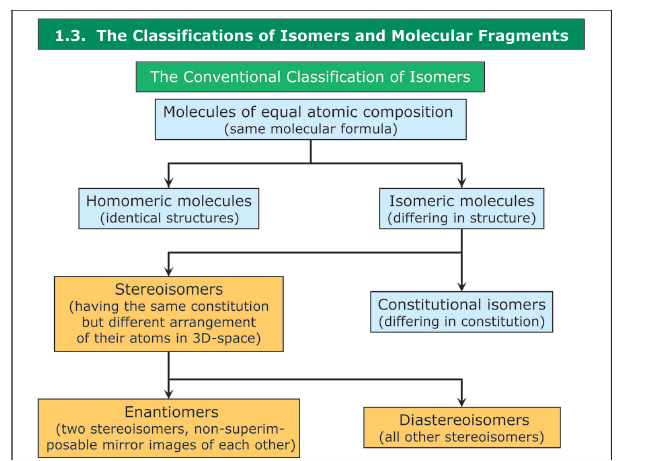 1.3. The Classifications of Isomers and Molecular Fragments
The Conventional Classification of Isomers
Molecules of equal atomic composition
(same molecular formula)
Homomeric molecules
(identical structures)
Isomeric molecules
(differing in structure)
Stereoisomers
(having the same constitution
but different arrangement
of their atoms in 3D-space)
Constitutional isomers
(differing in constitution)
Enantiomers
(two stereoisomers, non-superim-
posable mirror images of each other)
Diastereoisomers
(all other stereoisomers)